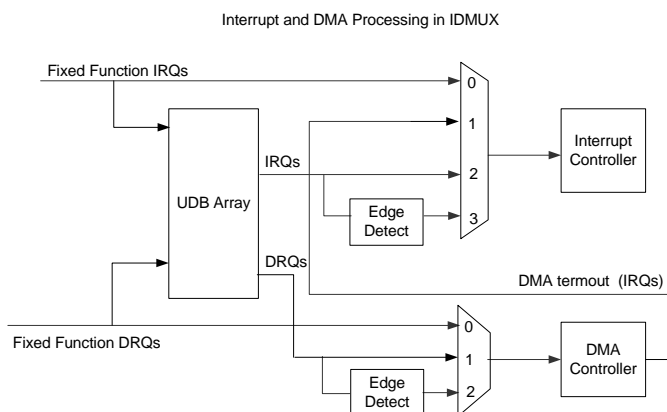 Interrupt and DMA Processing in IDMUX
Fixed Function IRQs
0
1
2
3
Interrupt
Controller
UDB Array
IRQs
Edge
Detect
DRQs
DMA termout (IRQs)
Fixed Function DRQs
0
1
2
DMA
Controller
Edge
Detect